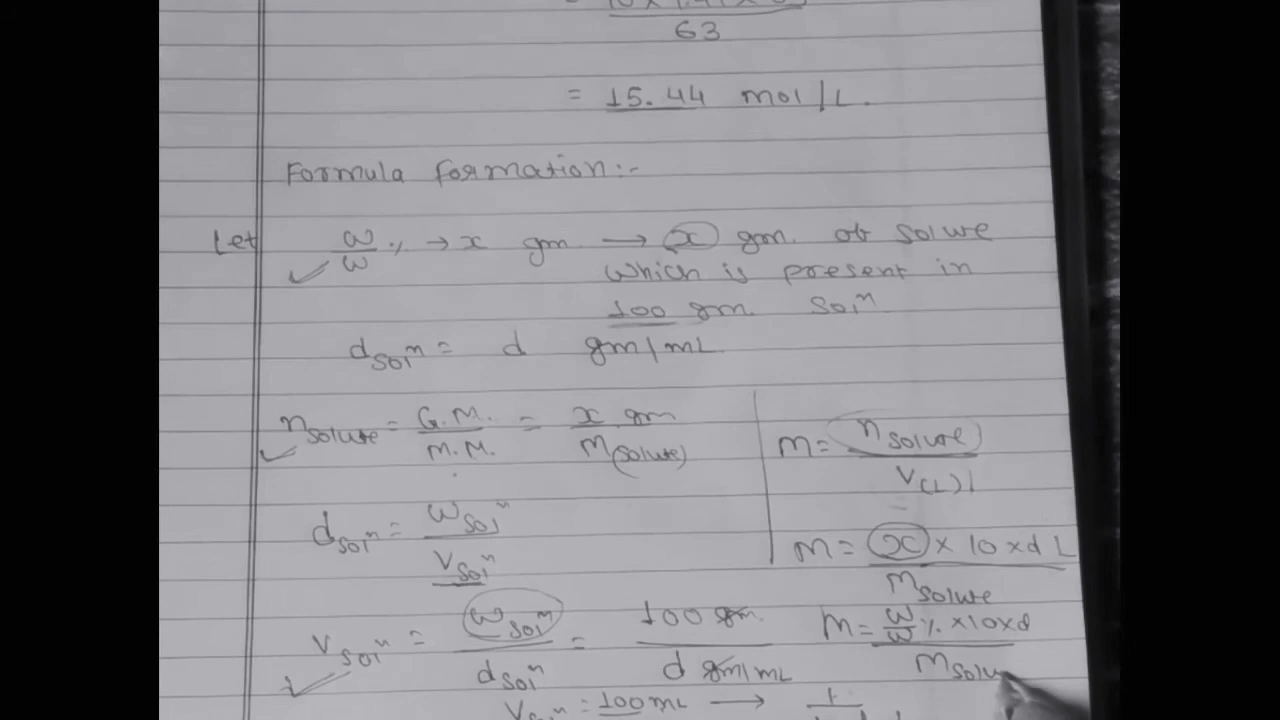 63
= 15.44 mol/L.
Formula formation:-
Let w/w % → x gm → x gm. of solute
which is present in
100 gm. solⁿ
d solⁿ = d gm/mL
n solute = G.M./M.M. = x gm/M(solute)
M = n solute/V(L)
d solⁿ = w solⁿ/v solⁿ
M = x × 10 × d L/M solute
v solⁿ = w solⁿ/d solⁿ = 100 gm/d gm/mL
M = w/w % × 10 × d/M solu
= 100 mL → 1